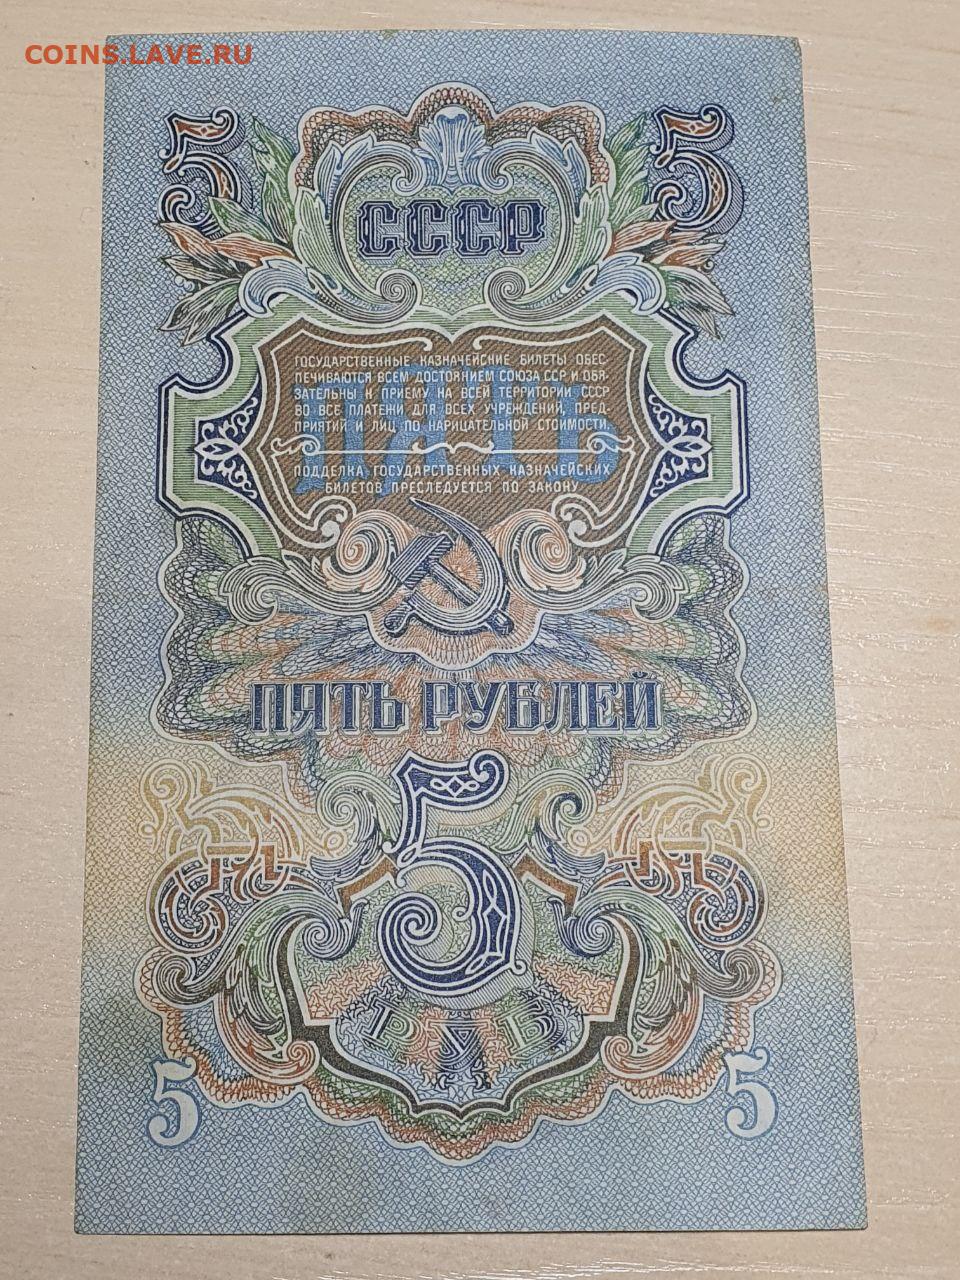 COINS.LAVE.RU
5 5
СССР
ГОСУДАРСТВЕННЫЕ КАЗНАЧЕЙСКИЕ БИЛЕТЫ ОБЕС-
ПЕЧИВАЮТСЯ ВСЕМ ДОСТОЯНИЕМ СОЮЗА ССР И ОБЯ-
ЗАТЕЛЬНЫ К ПРИЕМУ НА ВСЕЙ ТЕРРИТОРИИ СССР
ВО ВСЕ ПЛАТЕЖИ ДЛЯ ВСЕХ УЧРЕЖДЕНИЙ, ПРЕД-
ПРИЯТИЙ И ЛИЦ ПО НАРИЦАТЕЛЬНОЙ СТОИМОСТИ.
ПЯТЬ
ПОДДЕЛКА ГОСУДАРСТВЕННЫХ КАЗНАЧЕЙСКИХ
БИЛЕТОВ ПРЕСЛЕДУЕТСЯ ПО ЗАКОНУ
ПЯТЬ РУБЛЕЙ
5
РУБ
5 5